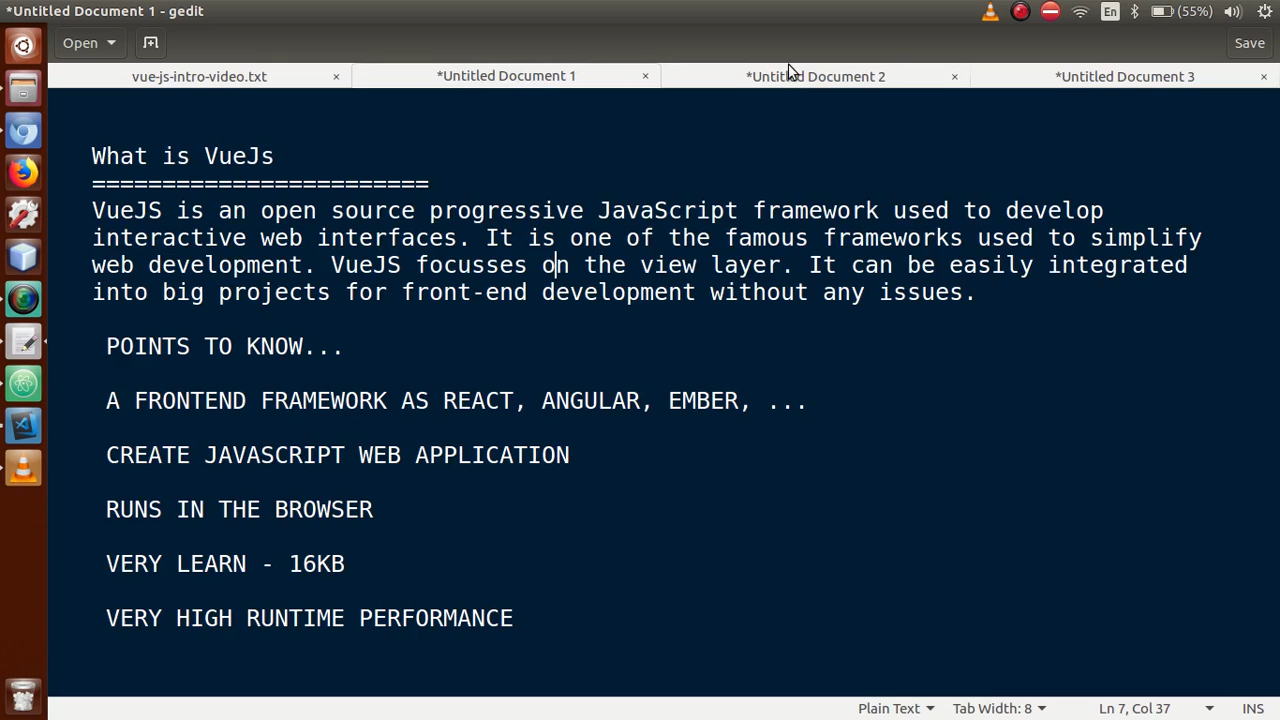 *Untitled Document 1 - gedit
En
(55%)
Open
Save
vue-js-intro-video.txt × *Untitled Document 1 × *Untitled Document 2 × *Untitled Document 3 ×
What is VueJs
========================
VueJS is an open source progressive JavaScript framework used to develop
interactive web interfaces. It is one of the famous frameworks used to simplify
web development. VueJS focusses on the view layer. It can be easily integrated
into big projects for front-end development without any issues.
POINTS TO KNOW...
A FRONTEND FRAMEWORK AS REACT, ANGULAR, EMBER, ...
CREATE JAVASCRIPT WEB APPLICATION
RUNS IN THE BROWSER
VERY LEARN - 16KB
VERY HIGH RUNTIME PERFORMANCE
Plain Text Tab Width: 8 Ln 7, Col 37 INS